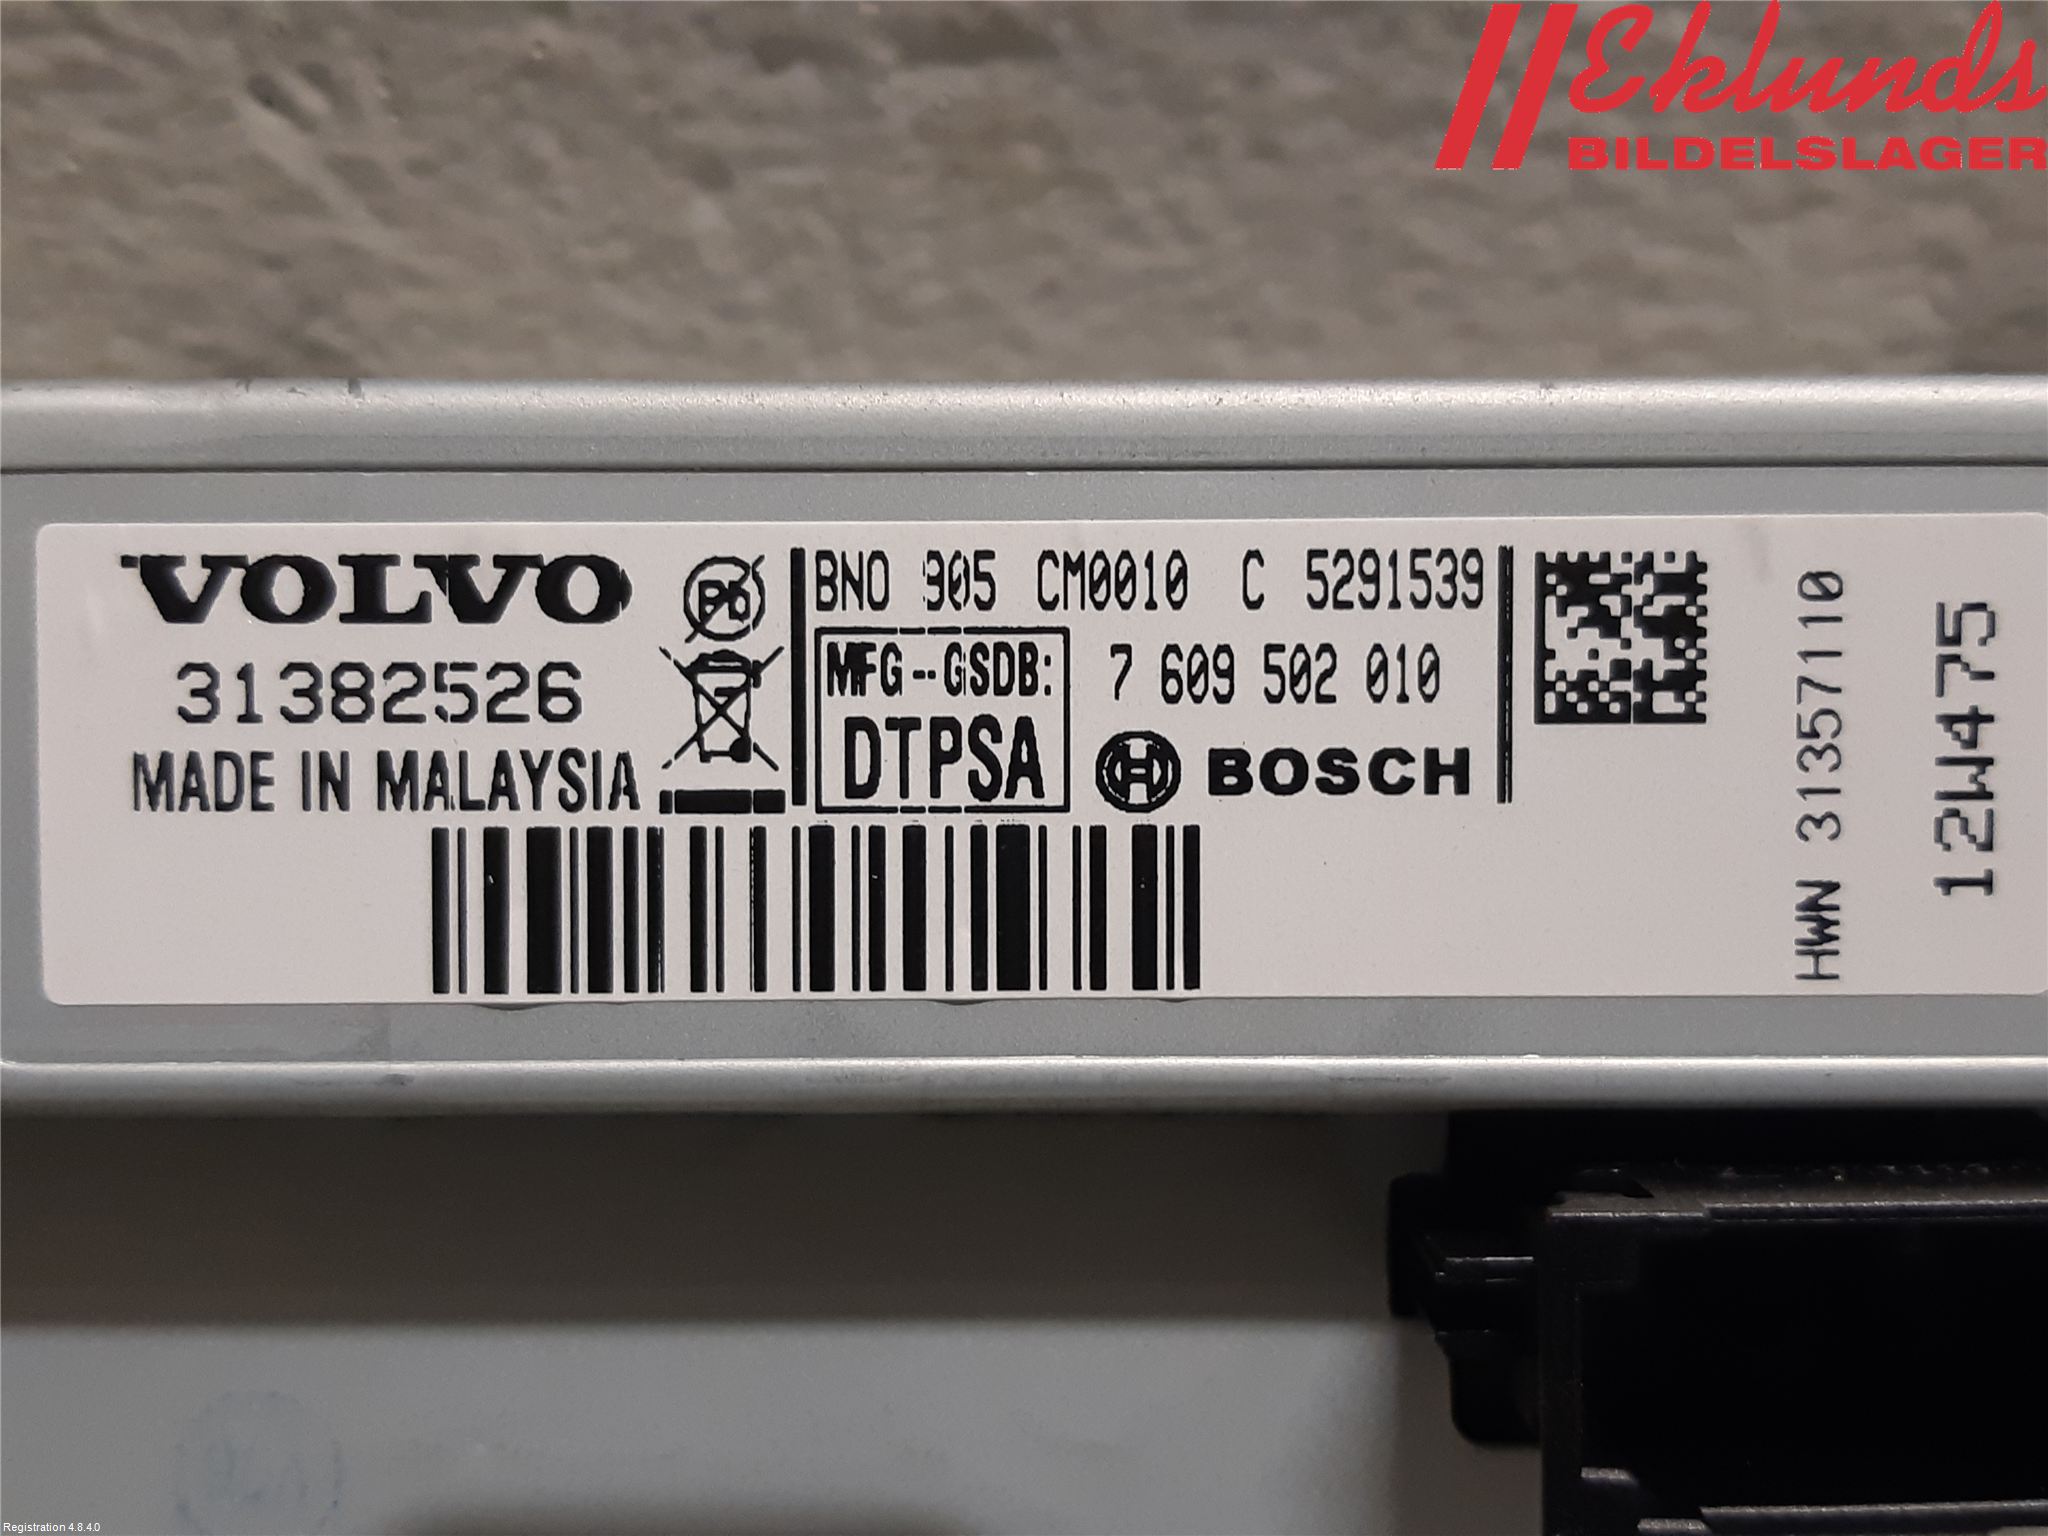 Eklunds
BILDELSLAGER
VOLVO
31382526
MADE IN MALAYSIA
Pb
BNO 905 CM0010 C 5291539
MFG-GSDB:
DTPSA
7 609 502 010
BOSCH
HWN 31357110
12W475
Registration 4.8.4.0